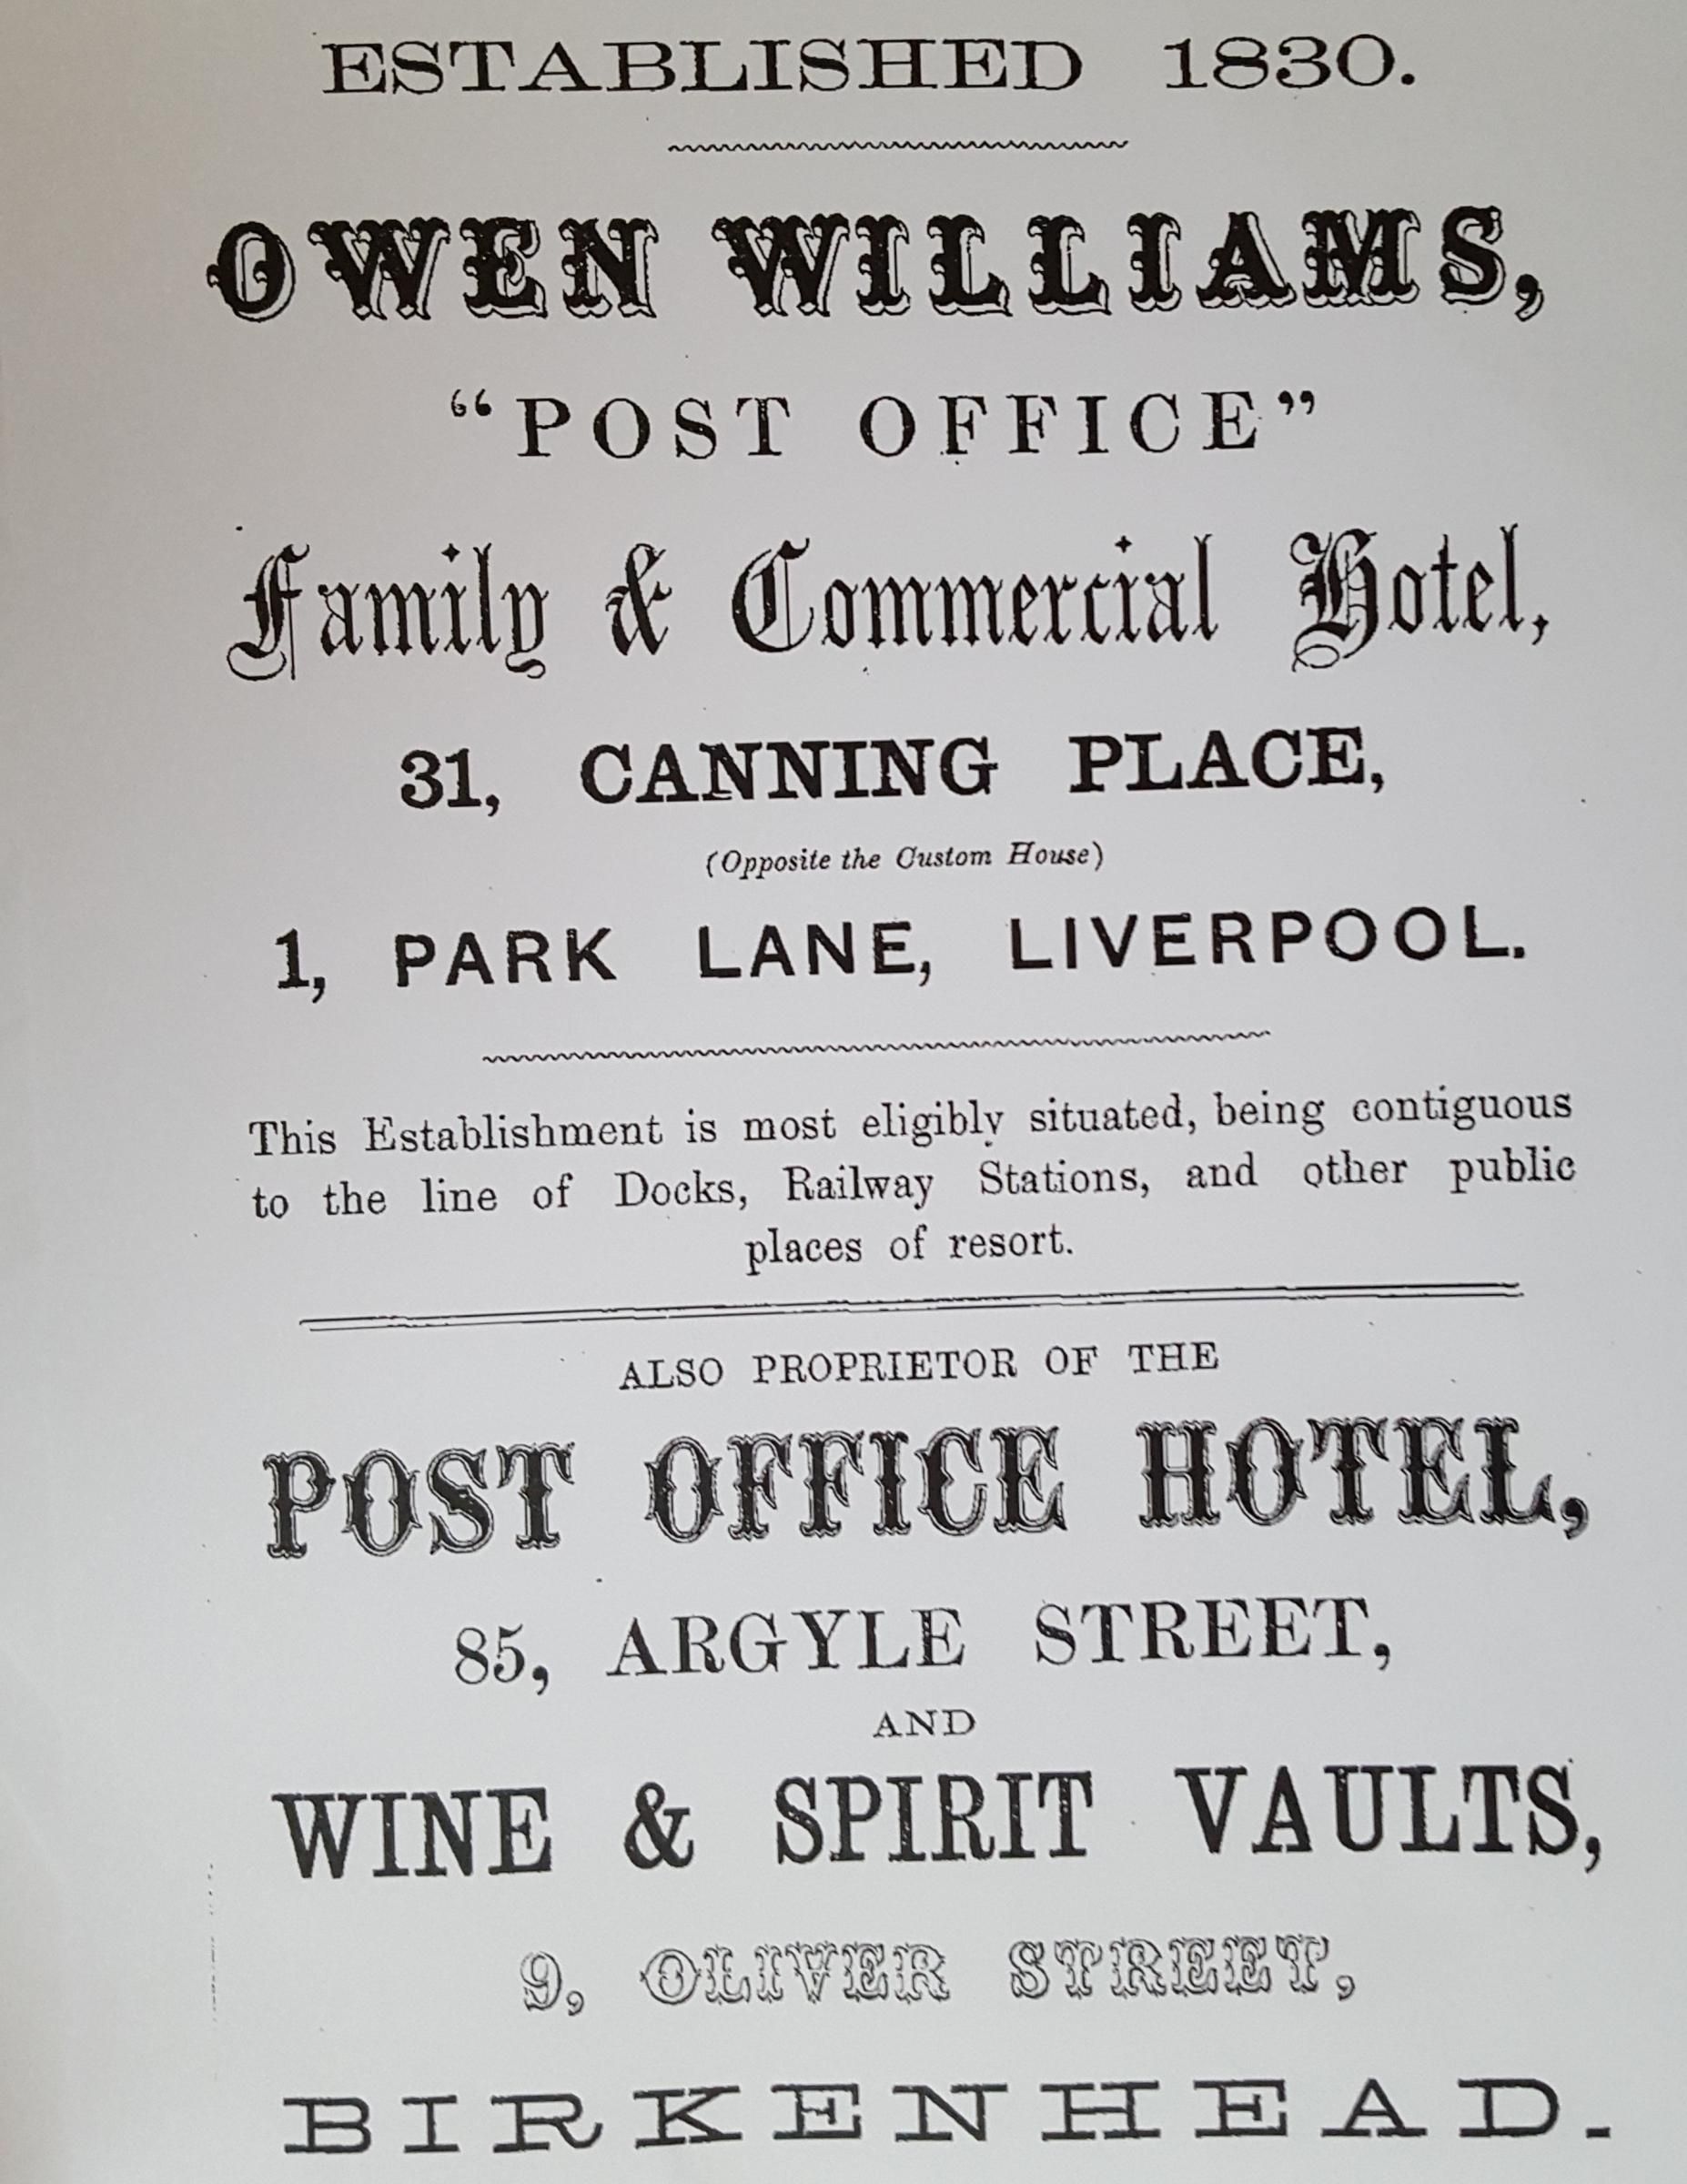 ESTABLISHED 1830.
OWEN WILLIAMS,
“POST OFFICE”
Family & Commercial Hotel,
31, CANNING PLACE,
(Opposite the Custom House)
1, PARK LANE, LIVERPOOL.
This Establishment is most eligibly situated, being contiguous
to the line of Docks, Railway Stations, and other public
places of resort.
ALSO PROPRIETOR OF THE
POST OFFICE HOTEL,
85, ARGYLE STREET,
AND
WINE & SPIRIT VAULTS,
9, OLIVER STREET,
BIRKENHEAD.